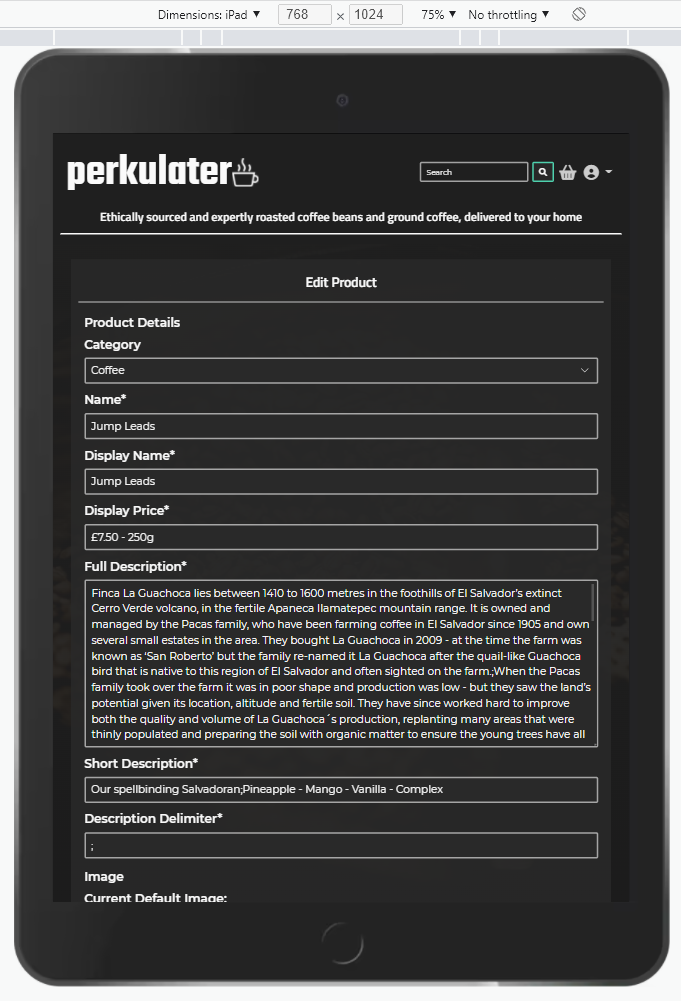 Dimensions: iPad ▼ 768 × 1024 75% ▼ No throttling ▼
perkulater
Search
Ethically sourced and expertly roasted coffee beans and ground coffee, delivered to your home
Edit Product
Product Details
Category
Coffee
Name*
Jump Leads
Display Name*
Jump Leads
Display Price*
£7.50 - 250g
Full Description*
Finca La Guachoca lies between 1410 to 1600 metres in the foothills of El Salvador's extinct
Cerro Verde volcano, in the fertile Apaneca llamatepec mountain range. It is owned and
managed by the Pacas family, who have been farming coffee in El Salvador since 1905 and own
several small estates in the area. They bought La Guachoca in 2009 - at the time the farm was
known as ‘San Roberto’ but the family re-named it La Guachoca after the quail-like Guachoca
bird that is native to this region of El Salvador and often sighted on the farm.;When the Pacas
family took over the farm it was in poor shape and production was low - but they saw the land's
potential given its location, altitude and fertile soil. They have since worked hard to improve
both the quality and volume of La Guachoca´s production, replanting many areas that were
thinly populated and preparing the soil with organic matter to ensure the young trees have all
Short Description*
Our spellbinding Salvadoran;Pineapple - Mango - Vanilla - Complex
Description Delimiter*
;
Image
Current Default Image: